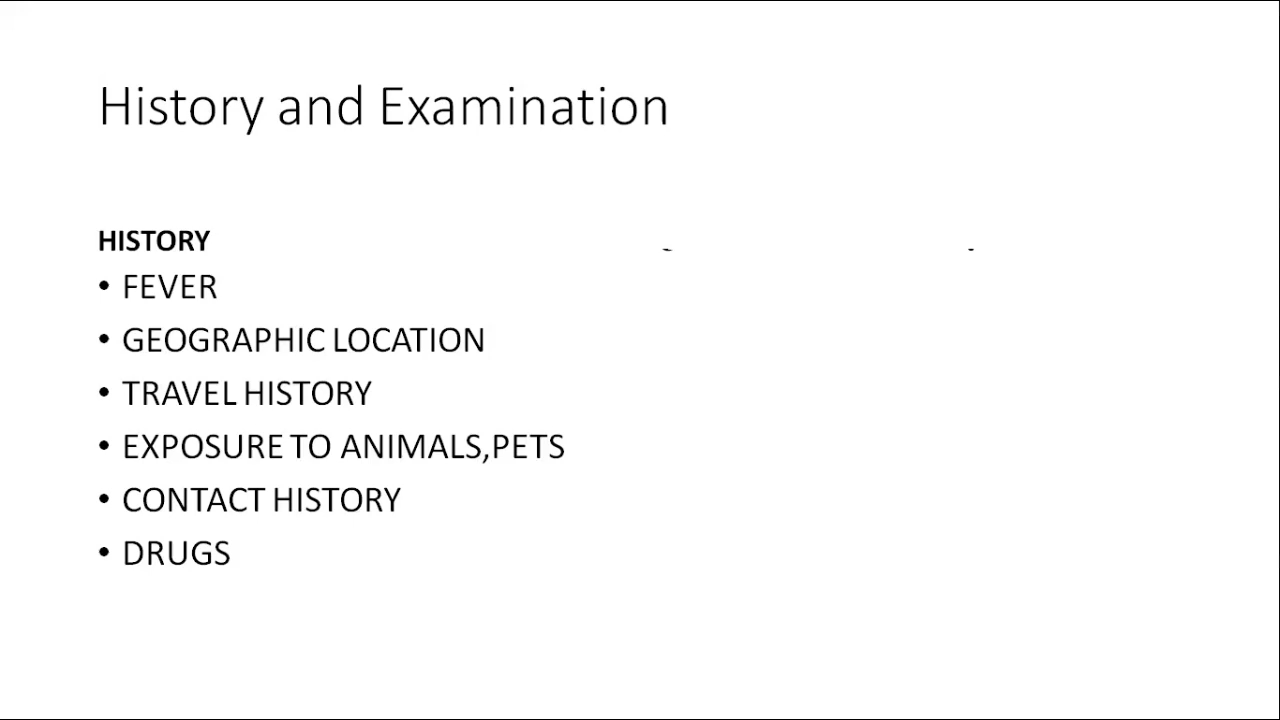 History and Examination
HISTORY
• FEVER
• GEOGRAPHIC LOCATION
• TRAVEL HISTORY
• EXPOSURE TO ANIMALS,PETS
• CONTACT HISTORY
• DRUGS